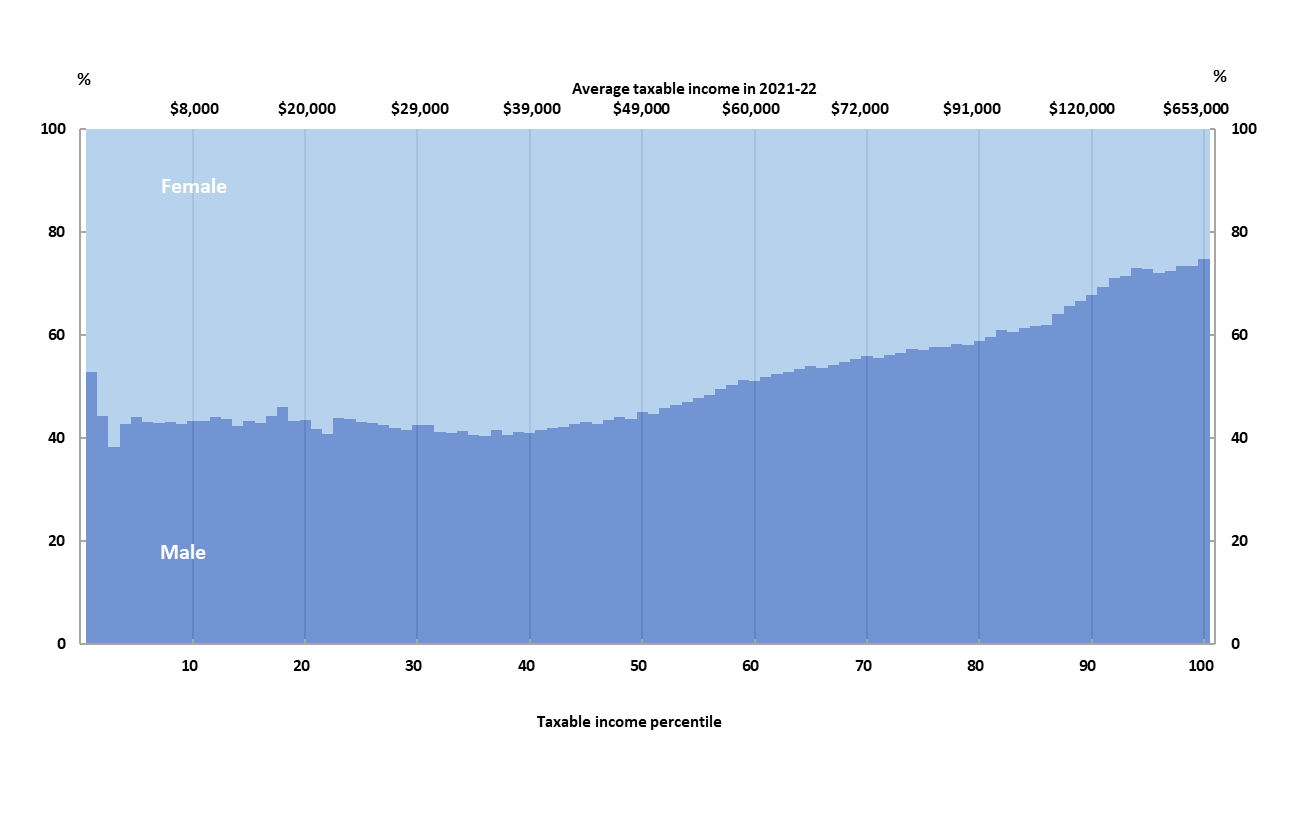 % %
Average taxable income in 2021-22
$8,000 $20,000 $29,000 $39,000 $49,000 $60,000 $72,000 $91,000 $120,000 $653,000
100 100
Female
80 80
60 60
40 40
20 20
Male
0 0
10 20 30 40 50 60 70 80 90 100
Taxable income percentile